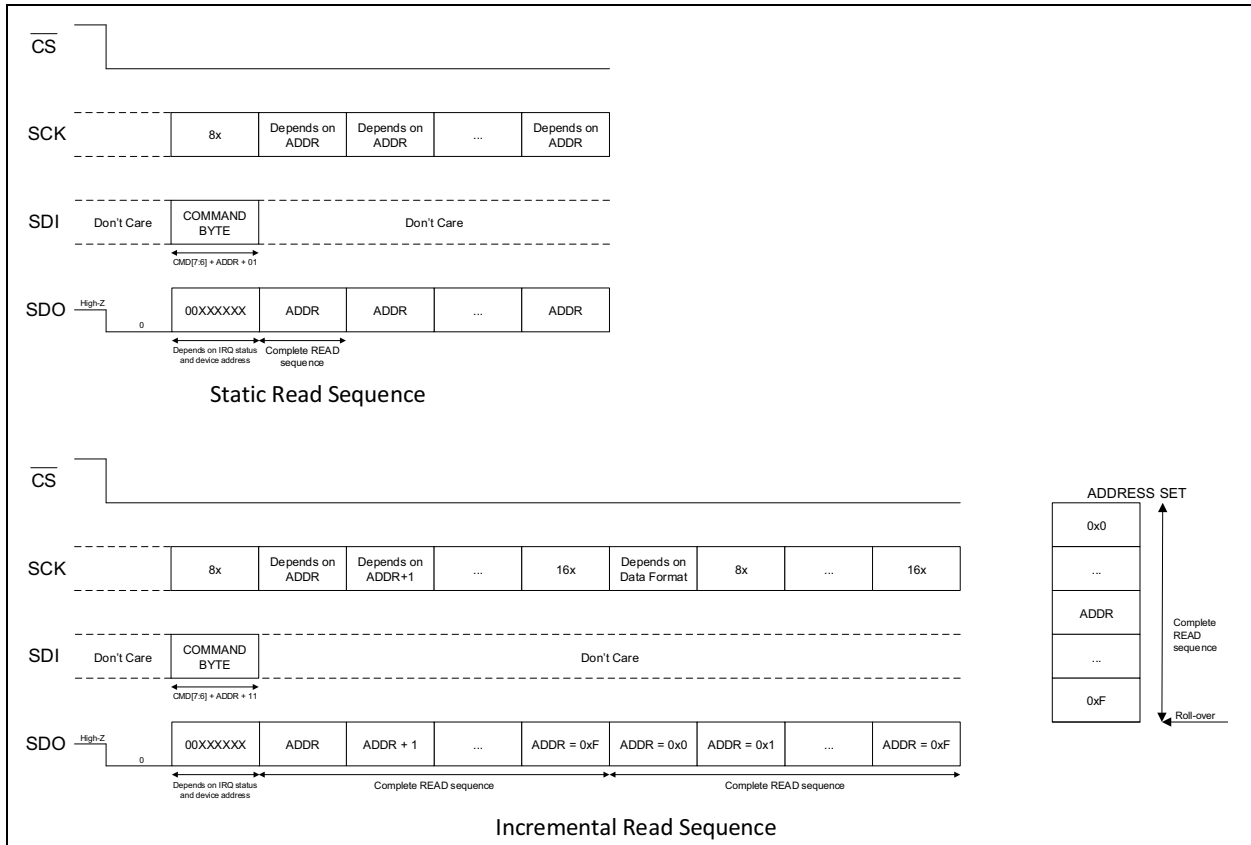 CS
SCK
8x
Depends on
ADDR
Depends on
ADDR
...
Depends on
ADDR
SDI
Don't Care
COMMAND
BYTE
Don't Care
CMD[7:6] + ADDR + 01
SDO
High-Z
0
00XXXXXX
ADDR
ADDR
...
ADDR
Depends on IRQ status
and device address
Complete READ
sequence
Static Read Sequence
CS
SCK
8x
Depends on
ADDR
Depends on
ADDR+1
...
16x
Depends on
Data Format
8x
...
16x
SDI
Don't Care
COMMAND
BYTE
Don't Care
CMD[7:6] + ADDR + 11
SDO
High-Z
0
00XXXXXX
ADDR
ADDR + 1
...
ADDR = 0xF
ADDR = 0x0
ADDR = 0x1
...
ADDR = 0xF
Depends on IRQ status
and device address
Complete READ sequence
Complete READ sequence
Incremental Read Sequence
ADDRESS SET
0x0
...
ADDR
...
0xF
Complete
READ
sequence
Roll-over